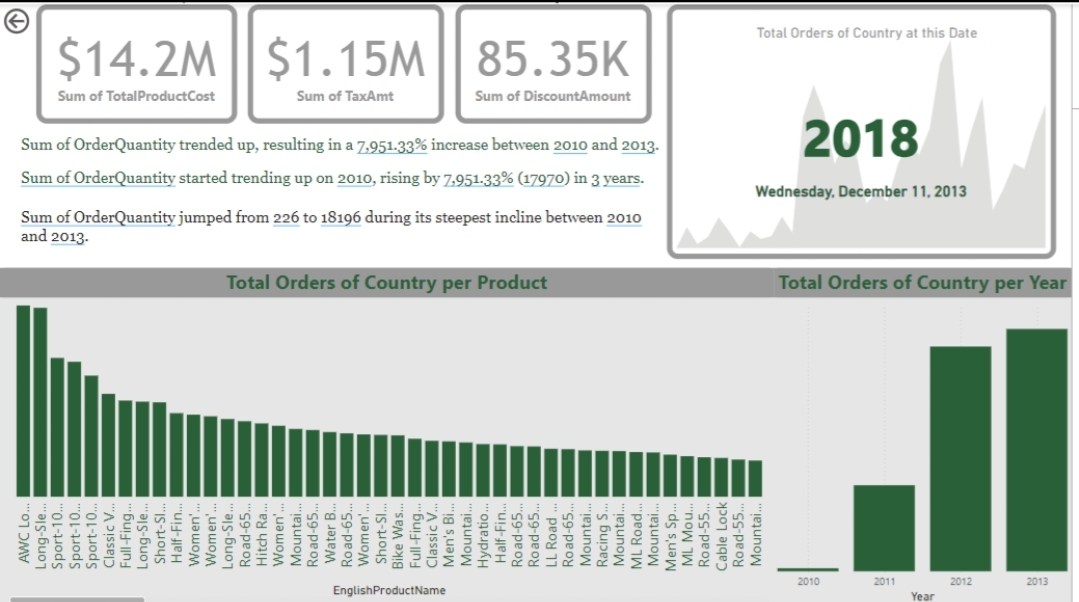 $14.2M
Sum of TotalProductCost
$1.15M
Sum of TaxAmt
85.35K
Sum of DiscountAmount
Total Orders of Country at this Date
2018
Wednesday, December 11, 2013
Sum of OrderQuantity trended up, resulting in a 7,951.33% increase between 2010 and 2013.
Sum of OrderQuantity started trending up on 2010, rising by 7,951.33% (17970) in 3 years.
Sum of OrderQuantity jumped from 226 to 18196 during its steepest incline between 2010
and 2013.
Total Orders of Country per Product
Total Orders of Country per Year
AWC Lo...
Long-Sle...
Sport-10...
Sport-10...
Sport-10...
Classic V...
Full-Fing...
Long-Sle...
Short-Sl...
Half-Fin...
Women'...
Women'...
Long-Sle...
Road-65...
Hitch Ra...
Women'...
Mountai...
Road-65...
Water B...
Road-65...
Women'...
Short-Sl...
Bike Was...
Full-Fing...
Classic V...
Men's Bi...
Mountai...
Hydratio...
Half-Fin...
Road-65...
Road-65...
LL Road ...
Road-65...
Mountai...
Racing S...
Mountai...
ML Road...
Mountai...
Men's Sp...
ML Mou...
Road-55...
Cable Lock
Road-55...
Mountai...
EnglishProductName
2010
2011
2012
2013
Year